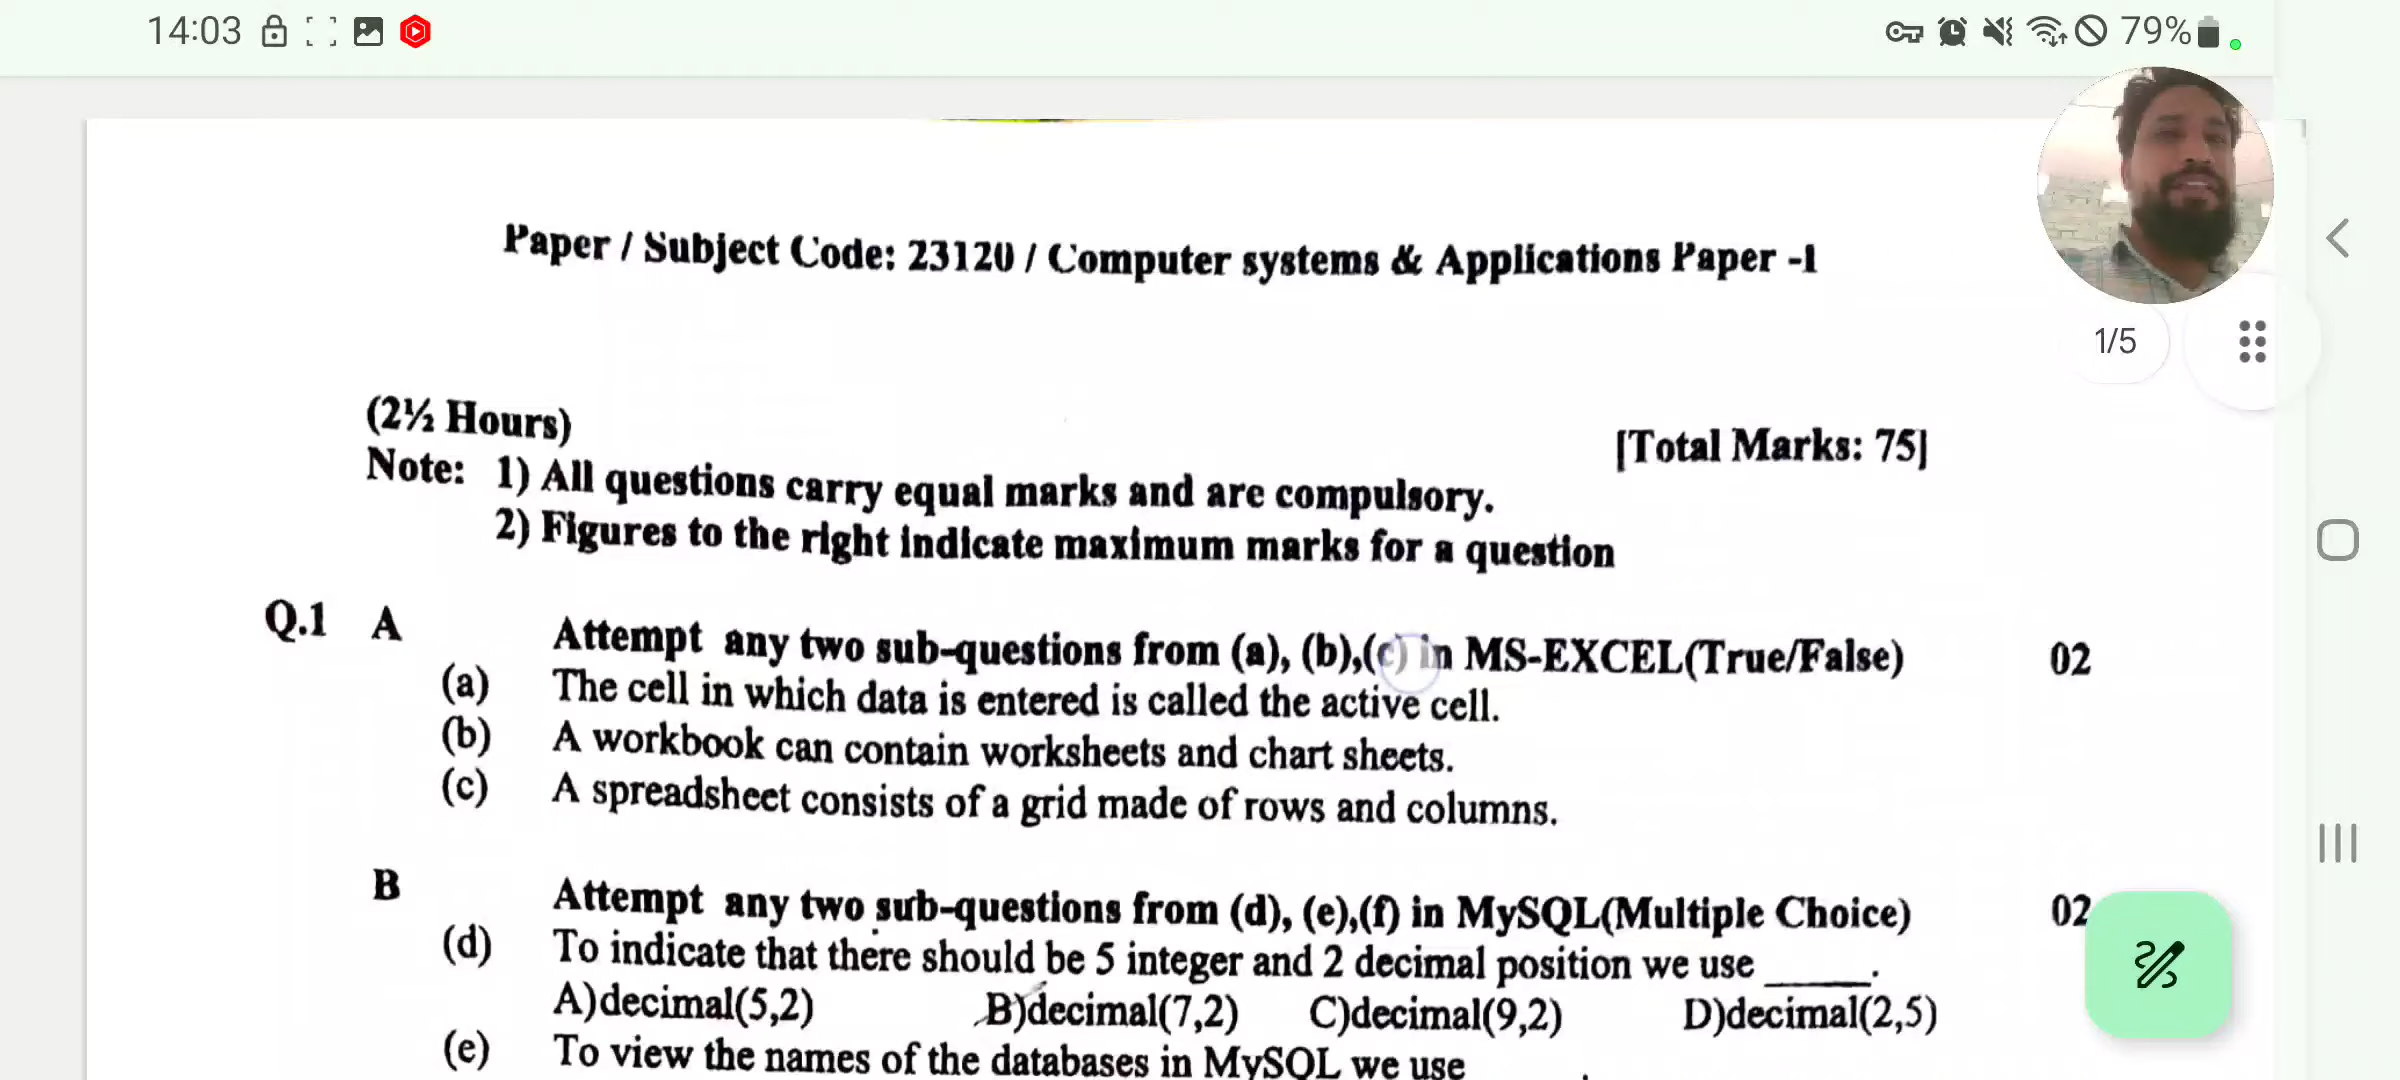 14:03
79%
Paper / Subject Code: 23120 / Computer systems & Applications Paper -1
1/5
(2½ Hours)
[Total Marks: 75]
Note: 1) All questions carry equal marks and are compulsory.
2) Figures to the right indicate maximum marks for a question
Q.1 A Attempt any two sub-questions from (a), (b),(c) in MS-EXCEL(True/False) 02
(a) The cell in which data is entered is called the active cell.
(b) A workbook can contain worksheets and chart sheets.
(c) A spreadsheet consists of a grid made of rows and columns.
B Attempt any two sub-questions from (d), (e),(f) in MySQL(Multiple Choice) 02
(d) To indicate that there should be 5 integer and 2 decimal position we use ______.
A)decimal(5,2) B)decimal(7,2) C)decimal(9,2) D)decimal(2,5)
(e) To view the names of the databases in MySQL we use